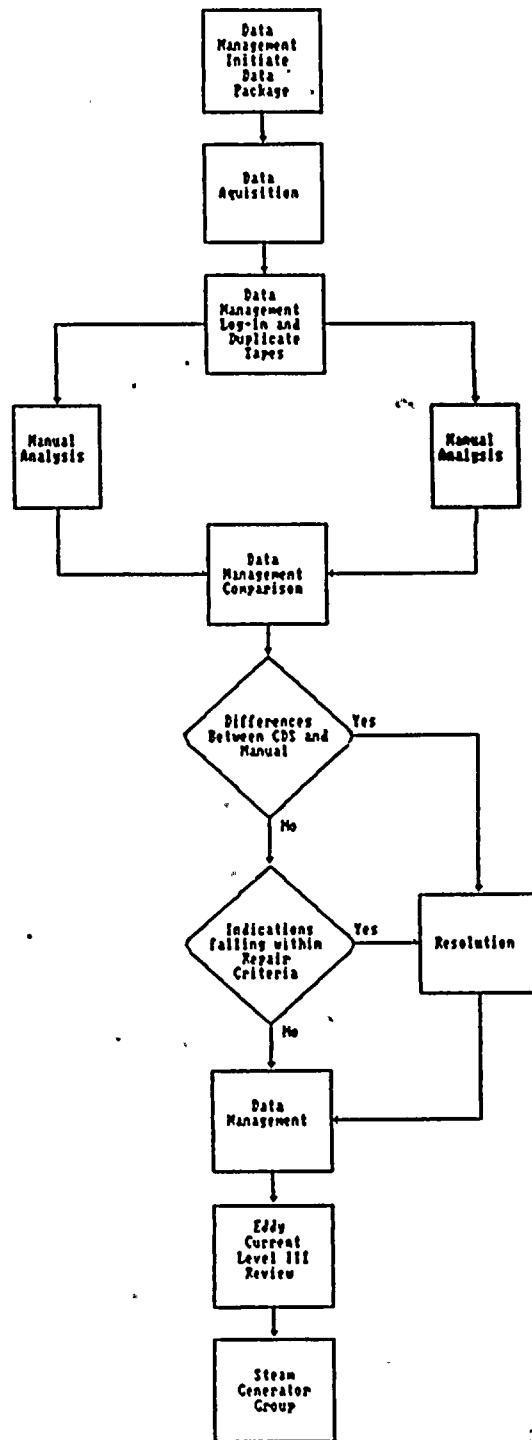 Data
Management
Initiate
Data
Package
Data
Aquisition
Data
Management
Log-in and
Duplicate
Tapes
Manual
Analysis
Manual
Analysis
Data
Management
Comparison
Differences
Between CDS and
Manual
Yes
No
Indications
falling within
Repair
Criteria
Yes
Resolution
No
Data
Management
Eddy
Current
Level III
Review
Steam
Generator
Group